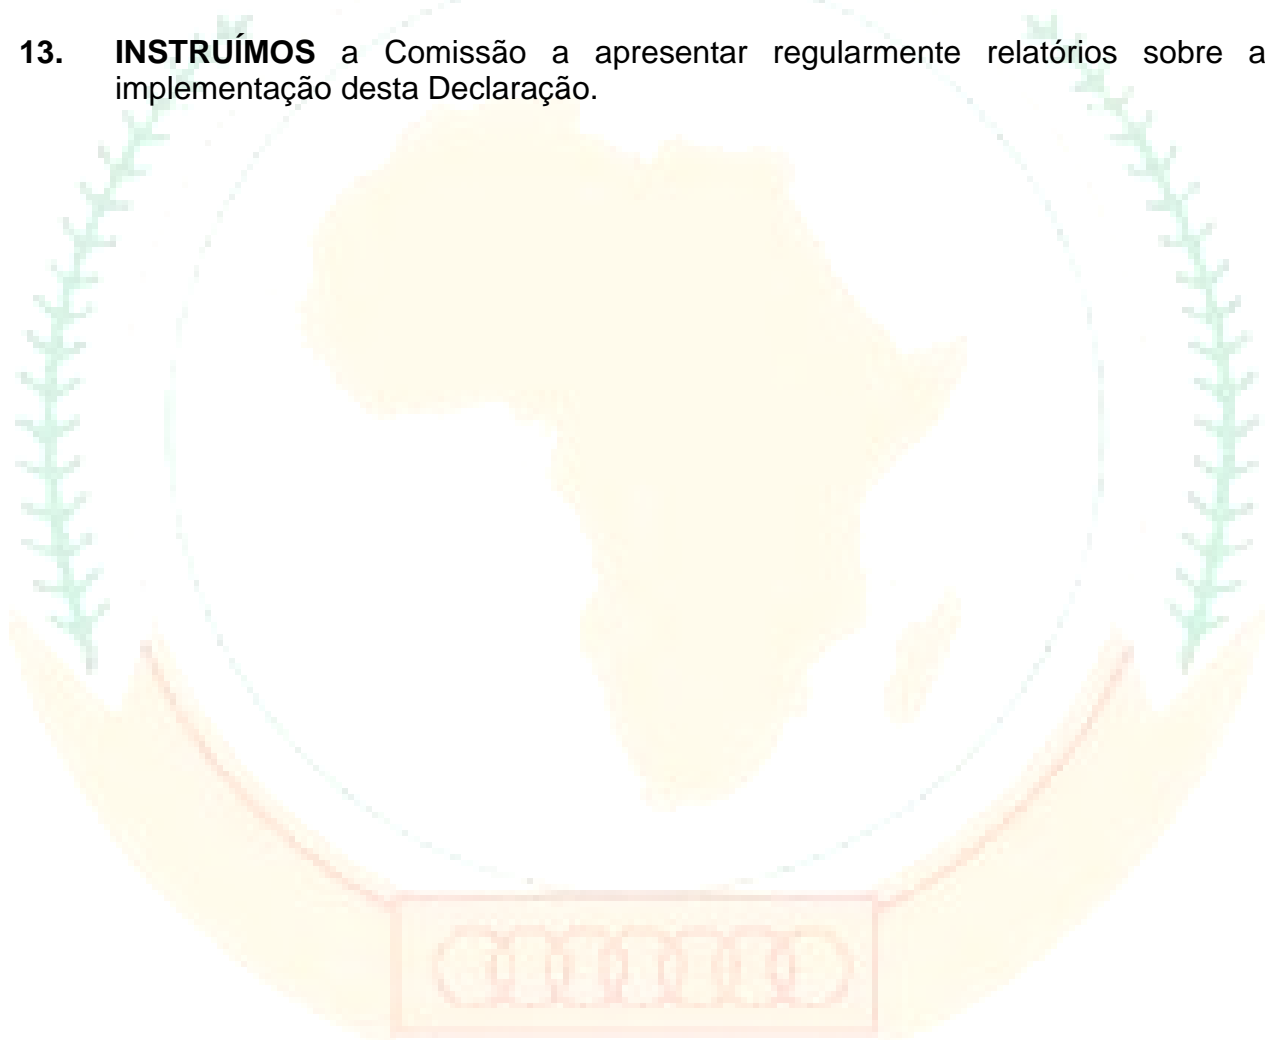 13. INSTRUÍMOS a Comissão a apresentar regularmente relatórios sobre a
implementação desta Declaração.